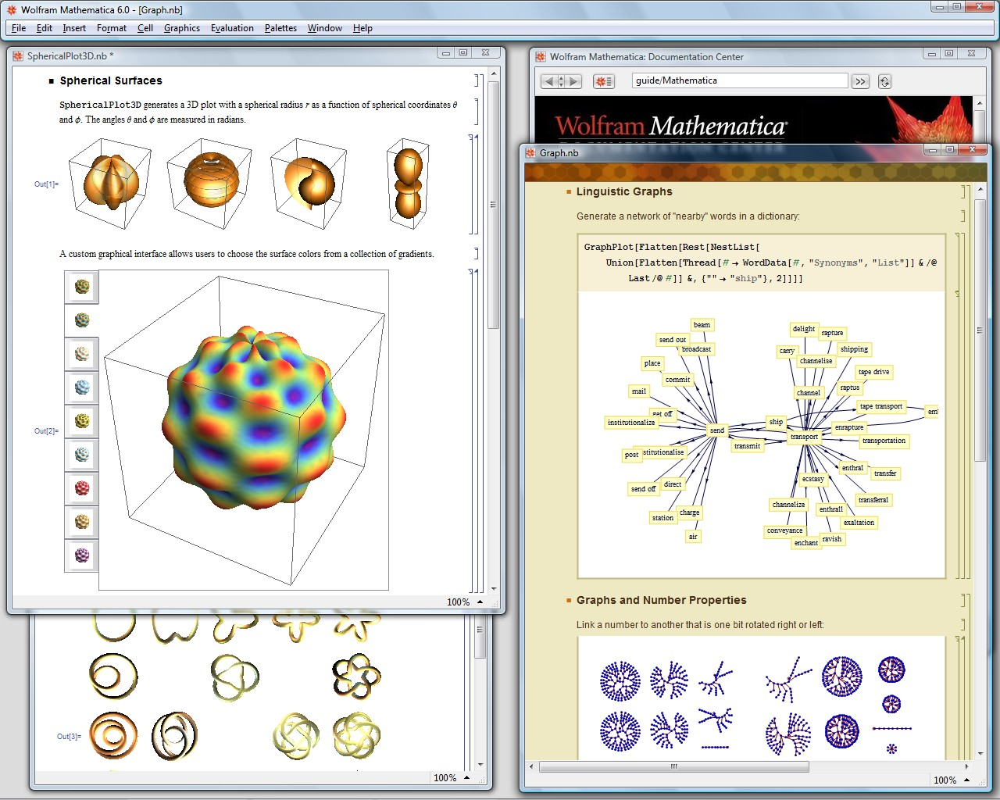 Wolfram Mathematica 6.0 - [Graph.nb]
File Edit Insert Format Cell Graphics Evaluation Palettes Window Help
SphericalPlot3D.nb *
Spherical Surfaces
SphericalPlot3D generates a 3D plot with a spherical radius r as a function of spherical coordinates θ
and ϕ. The angles θ and ϕ are measured in radians.
Out[1]=
A custom graphical interface allows users to choose the surface colors from a collection of gradients.
Out[2]=
100%
Out[3]=
100%
Wolfram Mathematica: Documentation Center
guide/Mathematica
>>
Wolfram Mathematica®
Graph.nb
Linguistic Graphs
Generate a network of "nearby" words in a dictionary:
GraphPlot[Flatten[Rest[NestList[
Union[Flatten[Thread[# → WordData[#, "Synonyms", "List"]] & /@
Last /@ #]] &, {"" → "ship"}, 2]]]]
beam
send out
broadcast
place
commit
mail
get off
institutionalize
send
post
stitutionalise
send off
direct
station
charge
air
delight
rapture
carry
shipping
channelise
tape drive
channel
raptus
tape transport
ship
enrapture
transport
transportation
transmit
enthral
transfer
ecstasy
channelize
transferral
enthrall
exaltation
conveyance
enchant
ravish
Graphs and Number Properties
Link a number to another that is one bit rotated right or left:
100%